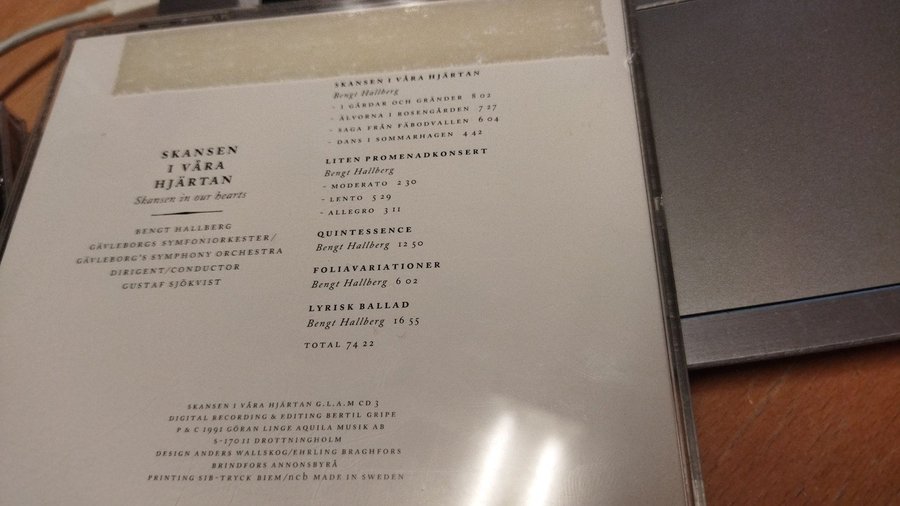 SKANSEN
I VÅRA
HJÄRTAN
Skansen in our hearts
BENGT HALLBERG
GÄVLEBORGS SYMFONIORKESTER/
GÄVLEBORG'S SYMPHONY ORCHESTRA
DIRIGENT/CONDUCTOR
GUSTAF SJÖKVIST
SKANSEN I VÅRA HJÄRTAN
Bengt Hallberg
- I GÅRDAR OCH GRÄNDER 8 02
- ÄLVORNA I ROSENGÅRDEN 7 27
- SAGA FRÅN FÄBODVALLEN 6 04
- DANS I SOMMARHAGEN 4 42
LITEN PROMENADKONSERT
Bengt Hallberg
- MODERATO 2 30
- LENTO 5 29
- ALLEGRO 3 11
QUINTESSENCE
Bengt Hallberg 12 50
FOLIAVARIATIONER
Bengt Hallberg 6 02
LYRISK BALLAD
Bengt Hallberg 16 55
TOTAL 74 22
SKANSEN I VÅRA HJÄRTAN G.L.A.M CD 3
DIGITAL RECORDING & EDITING BERTIL GRIPE
P & C 1991 GÖRAN LINGE AQUILA MUSIK AB
S-170 11 DROTTNINGHOLM
DESIGN ANDERS WALLSKOG/EHRLING BRAGHFORS
BRINDFORS ANNONSBYRÅ
PRINTING SIB-TRYCK BIEM/ncb MADE IN SWEDEN